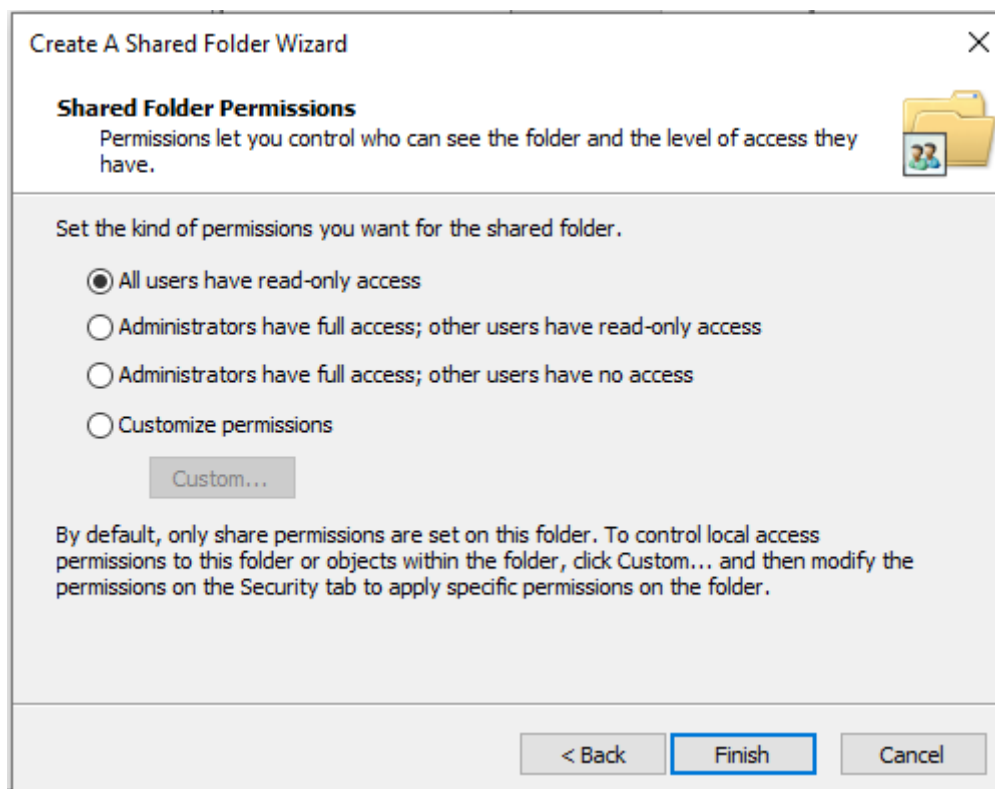 Create A Shared Folder Wizard
Shared Folder Permissions
Permissions let you control who can see the folder and the level of access they
have.
Set the kind of permissions you want for the shared folder.
All users have read-only access
Administrators have full access; other users have read-only access
Administrators have full access; other users have no access
Customize permissions
Custom...
By default, only share permissions are set on this folder. To control local access
permissions to this folder or objects within the folder, click Custom... and then modify the
permissions on the Security tab to apply specific permissions on the folder.
< Back Finish Cancel